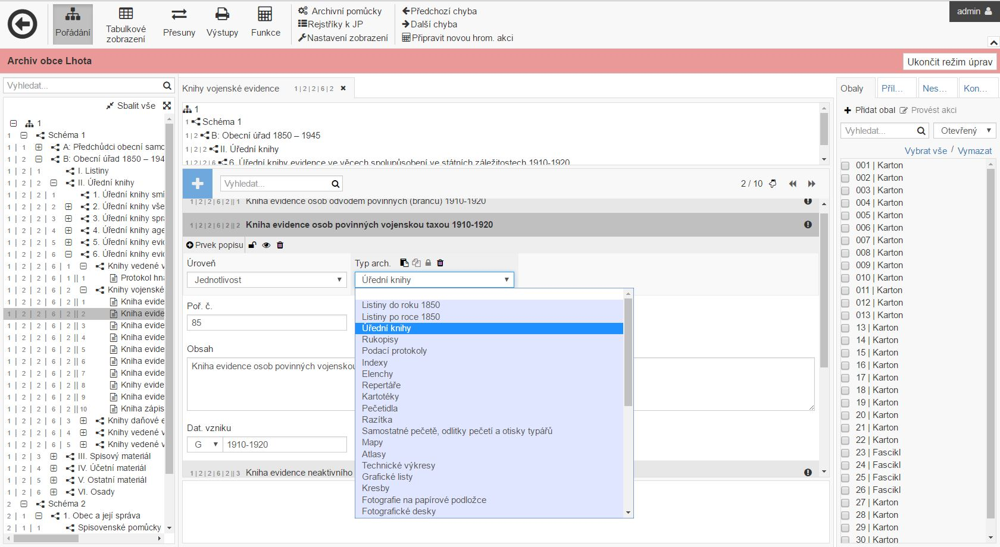 Pořádání
Tabulkové
zobrazení
Přesuny
Výstupy
Funkce
Archivní pomůcky
Rejstříky k JP
Nastavení zobrazení
Předchozí chyba
Další chyba
Připravit novou hrom. akci
admin
Archiv obce Lhota
Ukončit režim úprav
Vyhledat...
Sbalit vše
1
1 Schéma 1
1 | 1 A: Předchůdci obecní samo
1 | 2 B: Obecní úřad 1850 – 194
1 | 2 | 1 I. Listiny
1 | 2 | 2 II. Úřední knihy
1 | 2 | 2 | 1 1. Úřední knihy smí
1 | 2 | 2 | 2 2. Úřední knihy vše
1 | 2 | 2 | 3 3. Úřední knihy sprá
1 | 2 | 2 | 4 4. Úřední knihy age
1 | 2 | 2 | 5 5. Úřední knihy evid
1 | 2 | 2 | 6 6. Úřední knihy evid
1 | 2 | 2 | 6 | 1 Knihy vedené v
1 | 2 | 2 | 6 | 1 || 1 Protokol hna
1 | 2 | 2 | 6 | 2 Knihy vojenské
1 | 2 | 2 | 6 | 2 || 1 Kniha evide
1 | 2 | 2 | 6 | 2 || 2 Kniha evide
1 | 2 | 2 | 6 | 2 || 3 Kniha evide
1 | 2 | 2 | 6 | 2 || 4 Kniha evide
1 | 2 | 2 | 6 | 2 || 5 Kniha evide
1 | 2 | 2 | 6 | 2 || 6 Kniha evide
1 | 2 | 2 | 6 | 2 || 7 Kniha evide
1 | 2 | 2 | 6 | 2 || 8 Knihy evide
1 | 2 | 2 | 6 | 2 || 9 Kniha evide
1 | 2 | 2 | 6 | 2 || 10 Kniha zápis
1 | 2 | 2 | 6 | 3 Knihy daňové e
1 | 2 | 2 | 6 | 4 Knihy vedené v
1 | 2 | 2 | 6 | 5 Knihy vedené v
1 | 2 | 3 III. Spisový materiál
1 | 2 | 4 IV. Účetní materiál
1 | 2 | 5 V. Ostatní materiál
1 | 2 | 6 VI. Osady
2 Schéma 2
2 | 1 1. Obec a její správa
2 | 1 | 1 Spisovenské pomůcky
Knihy vojenské evidence 1 | 2 | 2 | 6 | 2
1
1 Schéma 1
1 | 2 B: Obecní úřad 1850 – 1945
1 | 2 | 2 II. Úřední knihy
1 | 2 | 2 | 6 6. Úřední knihy evidence ve věcech spolupůsobení ve státních záležitostech 1910-1920
Vyhledat...
2 / 10
1 | 2 | 2 | 6 | 2 || 1 Kniha evidence osob odvodem povinných (branců) 1910-1920
1 | 2 | 2 | 6 | 2 || 2 Kniha evidence osob povinných vojenskou taxou 1910-1920
Prvek popisu
Úroveň
Jednotlivost
Typ arch.
Úřední knihy
Listiny do roku 1850
Listiny po roce 1850
Úřední knihy
Rukopisy
Podací protokoly
Indexy
Elenchy
Repertáře
Kartotéky
Pečetidla
Razítka
Samostatné pečetě, odlitky pečetí a otisky typářů
Mapy
Atlasy
Technické výkresy
Grafické listy
Kresby
Fotografie na papírové podložce
Fotografické desky
Poř. č.
85
Obsah
Kniha evidence osob povinných vojenskou
Dat. vzniku
G 1910-1920
1 | 2 | 2 | 6 | 2 || 3 Kniha evidence neaktivního
Obaly
Příl...
Nes...
Kon...
Přidat obal
Provést akci
Vyhledat...
Otevřený
Vybrat vše / Vymazat
001 | Karton
002 | Karton
003 | Karton
004 | Karton
005 | Karton
006 | Karton
007 | Karton
008 | Karton
009 | Karton
010 | Karton
011 | Karton
012 | Karton
013 | Karton
13 | Karton
14 | Karton
15 | Karton
16 | Karton
17 | Karton
18 | Karton
19 | Karton
20 | Karton
21 | Karton
22 | Karton
23 | Fascikl
24 | Fascikl
25 | Fascikl
26 | Fascikl
27 | Karton
28 | Karton
29 | Karton
30 | Karton